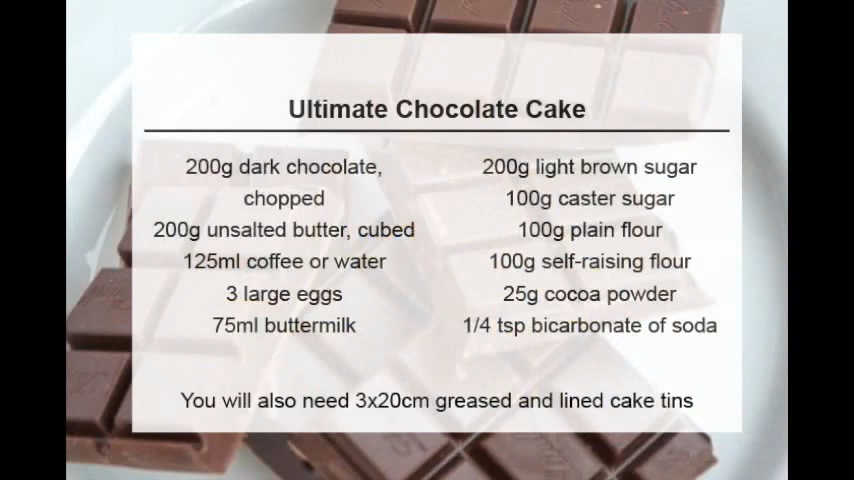 Ultimate Chocolate Cake
200g dark chocolate,
chopped
200g unsalted butter, cubed
125ml coffee or water
3 large eggs
75ml buttermilk
200g light brown sugar
100g caster sugar
100g plain flour
100g self-raising flour
25g cocoa powder
1/4 tsp bicarbonate of soda
You will also need 3x20cm greased and lined cake tins